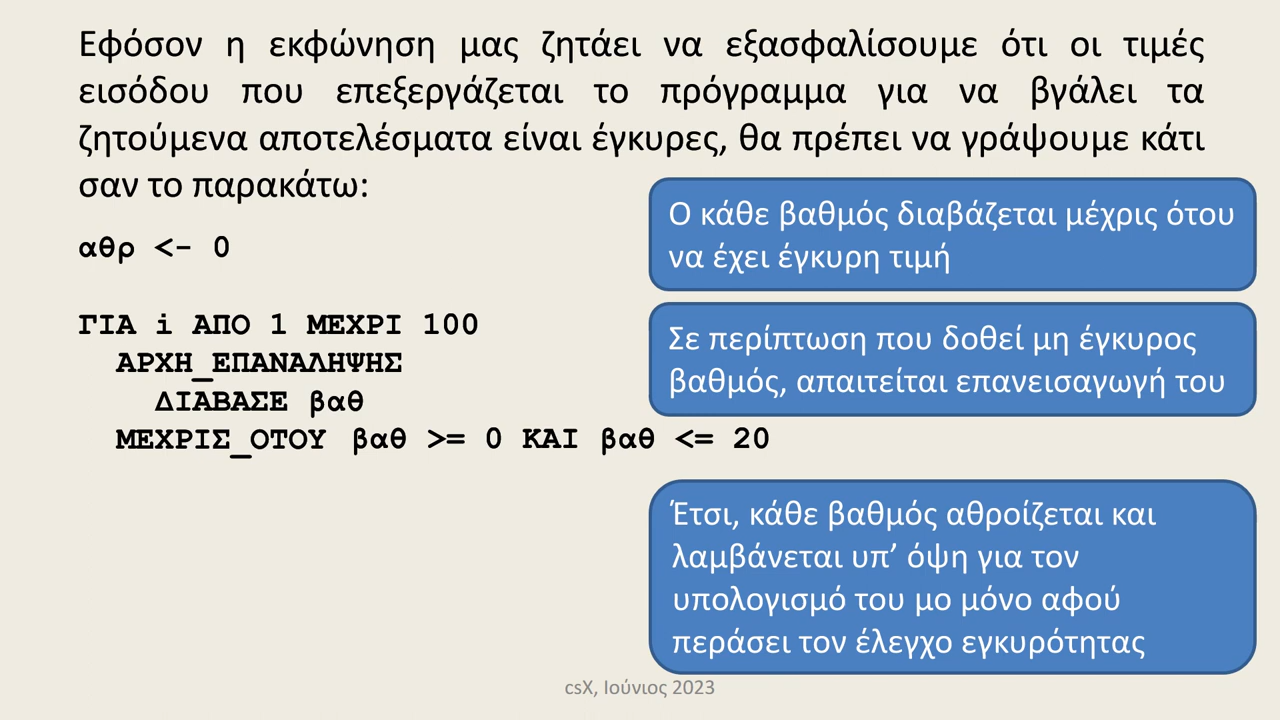 Εφόσον η εκφώνηση μας ζητάει να εξασφαλίσουμε ότι οι τιμές
εισόδου που επεξεργάζεται το πρόγραμμα για να βγάλει τα
ζητούμενα αποτελέσματα είναι έγκυρες, θα πρέπει να γράψουμε κάτι
σαν το παρακάτω:
αθρ <- 0
ΓΙΑ i ΑΠΟ 1 ΜΕΧΡΙ 100
ΑΡΧΗ_ΕΠΑΝΑΛΗΨΗΣ
ΔΙΑΒΑΣΕ βαθ
ΜΕΧΡΙΣ_ΟΤΟΥ βαθ >= 0 ΚΑΙ βαθ <= 20
Ο κάθε βαθμός διαβάζεται μέχρις ότου
να έχει έγκυρη τιμή
Σε περίπτωση που δοθεί μη έγκυρος
βαθμός, απαιτείται επανεισαγωγή του
Έτσι, κάθε βαθμός αθροίζεται και
λαμβάνεται υπ’ όψη για τον
υπολογισμό του μο μόνο αφού
περάσει τον έλεγχο εγκυρότητας
csX, Ιούνιος 2023